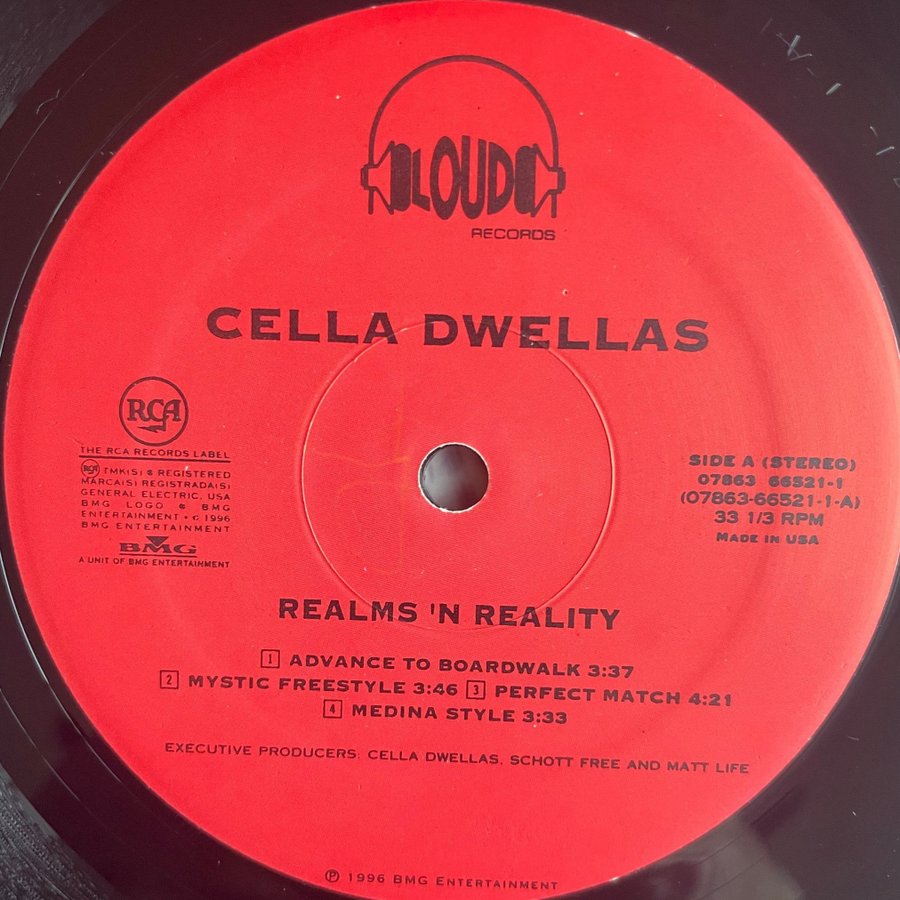 LOUD
RECORDS
CELLA DWELLAS
RCA
THE RCA RECORDS LABEL
RCA TMK(S) ® REGISTERED
MARCA(S) REGISTRADA(S)
GENERAL ELECTRIC, USA
BMG LOGO ® BMG
ENTERTAINMENT • © 1996
BMG ENTERTAINMENT
BMG
A UNIT OF BMG ENTERTAINMENT
SIDE A (STEREO)
07863 66521-1
(07863-66521-1-A)
33 1/3 RPM
MADE IN USA
REALMS 'N REALITY
1 ADVANCE TO BOARDWALK 3:37
2 MYSTIC FREESTYLE 3:46 3 PERFECT MATCH 4:21
4 MEDINA STYLE 3:33
EXECUTIVE PRODUCERS: CELLA DWELLAS, SCHOTT FREE AND MATT LIFE
℗ 1996 BMG ENTERTAINMENT